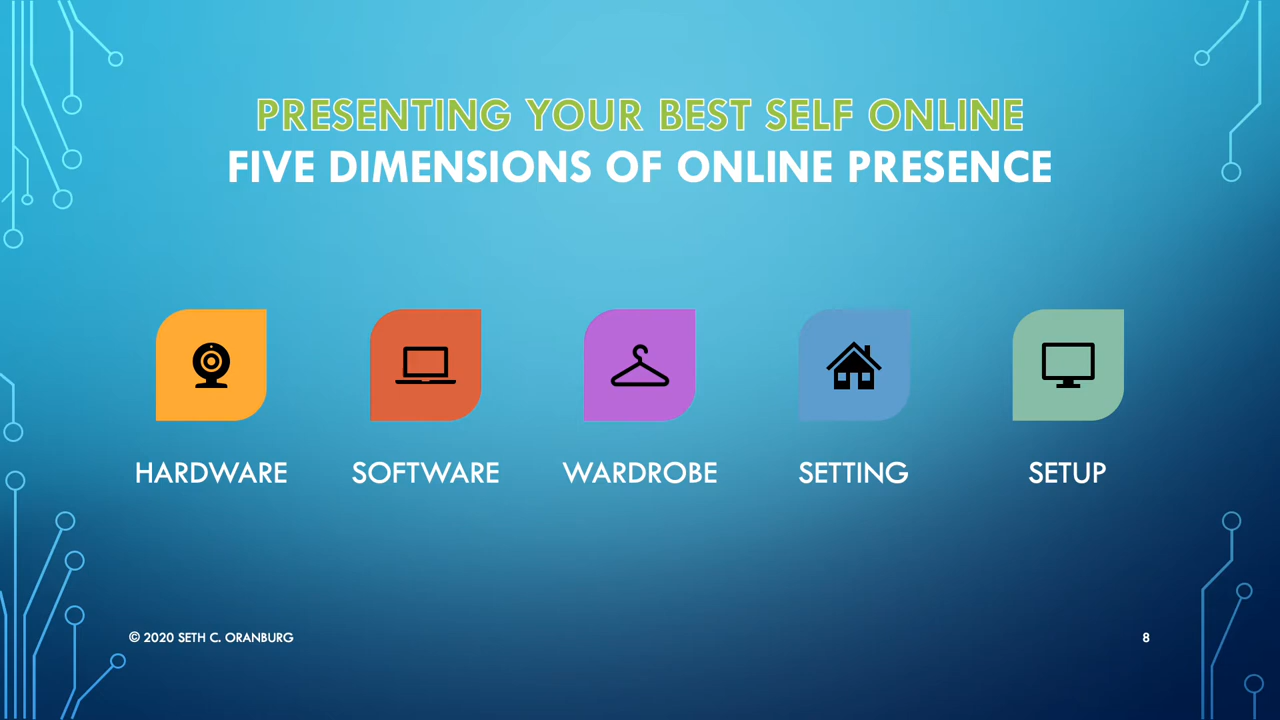 PRESENTING YOUR BEST SELF ONLINE
FIVE DIMENSIONS OF ONLINE PRESENCE
HARDWARE
SOFTWARE
WARDROBE
SETTING
SETUP
© 2020 SETH C. ORANBURG
8